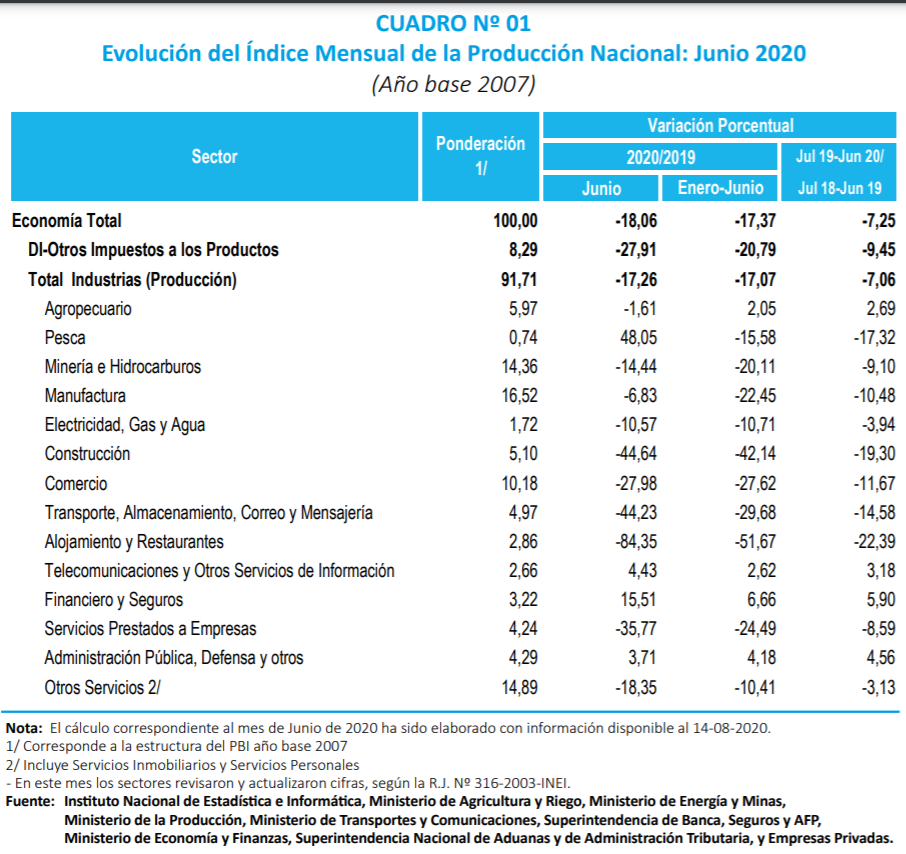 CUADRO Nº 01
Evolución del Índice Mensual de la Producción Nacional: Junio 2020
(Año base 2007)
Sector Ponderación 1/ Variación Porcentual
2020/2019 Jul 19-Jun 20/
Junio Enero-Junio Jul 18-Jun 19
Economía Total 100,00 -18,06 -17,37 -7,25
DI-Otros Impuestos a los Productos 8,29 -27,91 -20,79 -9,45
Total Industrias (Producción) 91,71 -17,26 -17,07 -7,06
Agropecuario 5,97 -1,61 2,05 2,69
Pesca 0,74 48,05 -15,58 -17,32
Minería e Hidrocarburos 14,36 -14,44 -20,11 -9,10
Manufactura 16,52 -6,83 -22,45 -10,48
Electricidad, Gas y Agua 1,72 -10,57 -10,71 -3,94
Construcción 5,10 -44,64 -42,14 -19,30
Comercio 10,18 -27,98 -27,62 -11,67
Transporte, Almacenamiento, Correo y Mensajería 4,97 -44,23 -29,68 -14,58
Alojamiento y Restaurantes 2,86 -84,35 -51,67 -22,39
Telecomunicaciones y Otros Servicios de Información 2,66 4,43 2,62 3,18
Financiero y Seguros 3,22 15,51 6,66 5,90
Servicios Prestados a Empresas 4,24 -35,77 -24,49 -8,59
Administración Pública, Defensa y otros 4,29 3,71 4,18 4,56
Otros Servicios 2/ 14,89 -18,35 -10,41 -3,13
Nota: El cálculo correspondiente al mes de Junio de 2020 ha sido elaborado con información disponible al 14-08-2020.
1/ Corresponde a la estructura del PBI año base 2007
2/ Incluye Servicios Inmobiliarios y Servicios Personales
- En este mes los sectores revisaron y actualizaron cifras, según la R.J. Nº 316-2003-INEI.
Fuente: Instituto Nacional de Estadística e Informática, Ministerio de Agricultura y Riego, Ministerio de Energía y Minas,
Ministerio de la Producción, Ministerio de Transportes y Comunicaciones, Superintendencia de Banca, Seguros y AFP,
Ministerio de Economía y Finanzas, Superintendencia Nacional de Aduanas y de Administración Tributaria, y Empresas Privadas.